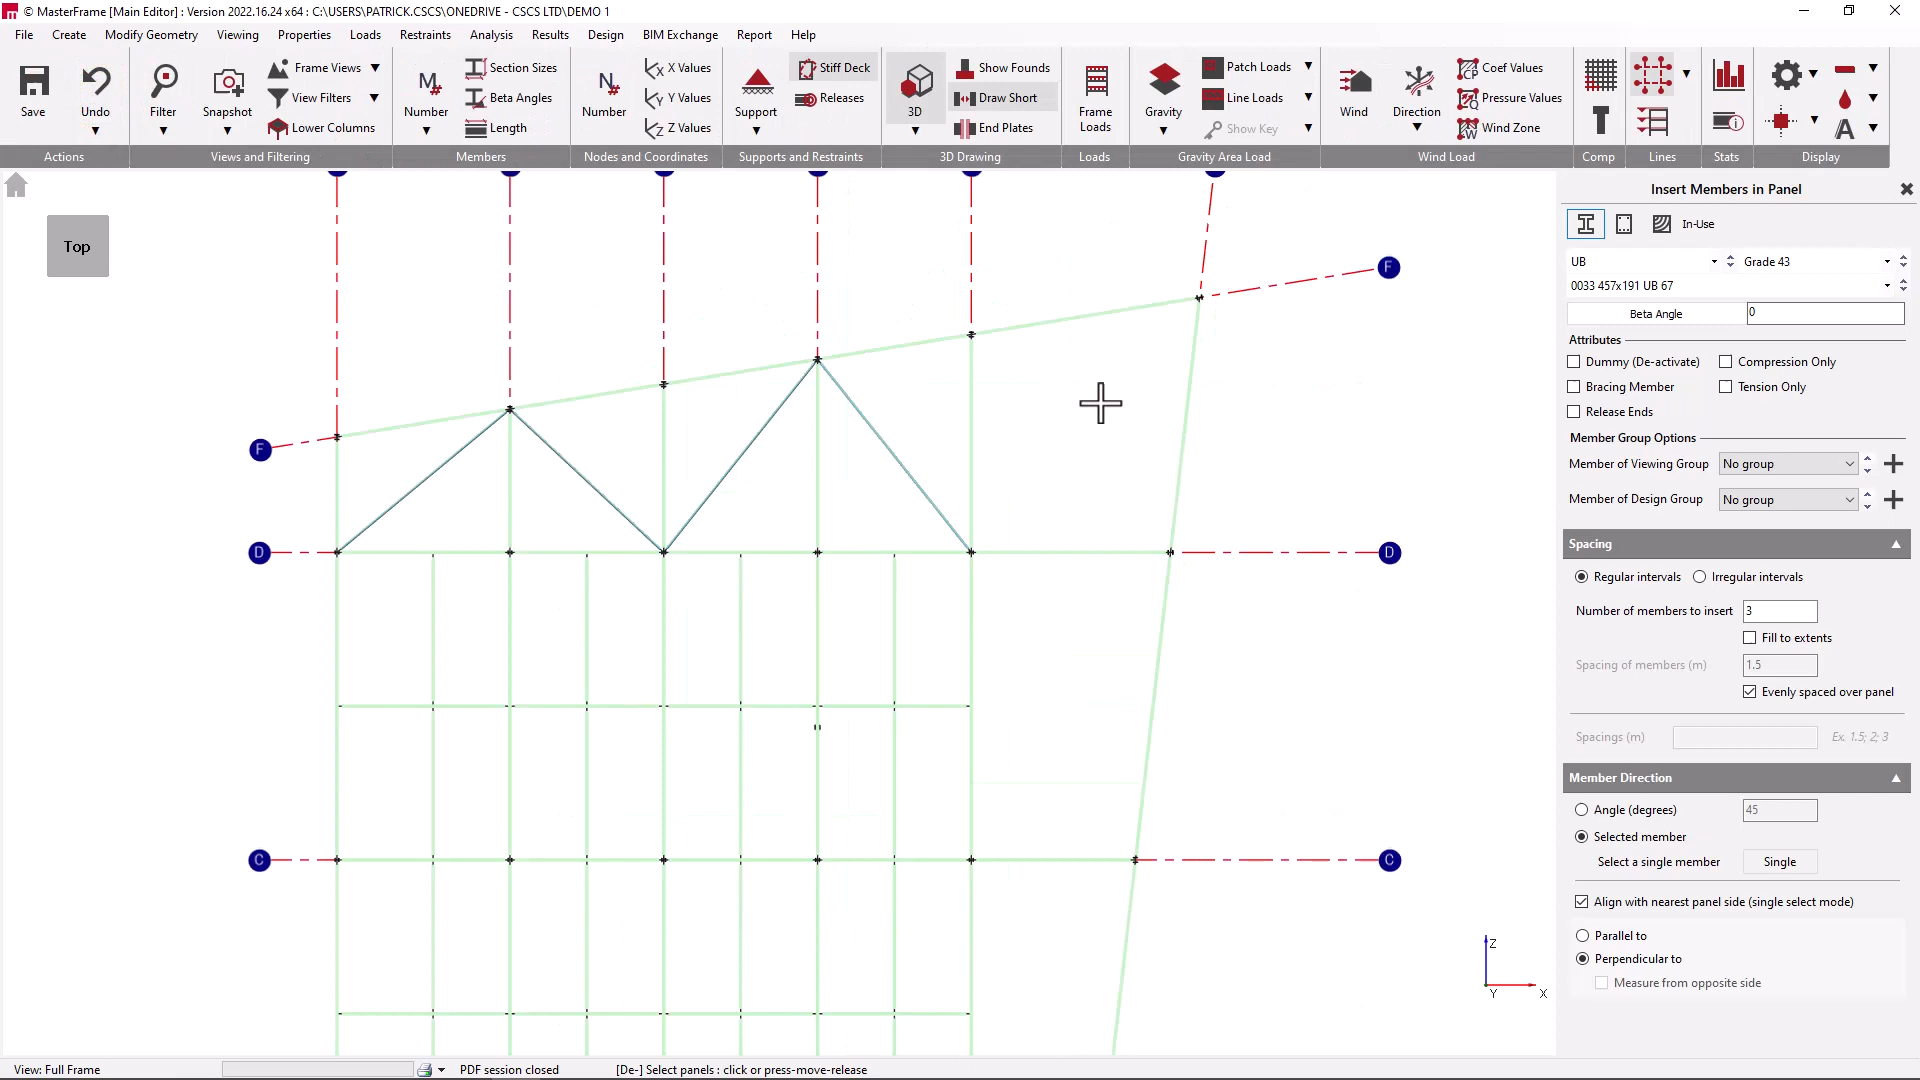 © MasterFrame [Main Editor] : Version 2022.16.24 x64 : C:\USERS\PATRICK.CSCS\ONEDRIVE - CSCS LTD\DEMO 1
File Create Modify Geometry Viewing Properties Loads Restraints Analysis Results Design BIM Exchange Report Plates Help
Save Undo
Actions
Filter Snapshot Frame Views View Filters Lower Columns
Views and Filtering
Number Section Sizes Beta Angles Length
Members
Number X Values Y Values Z Values
Nodes and Coordinates
Support Stiff Deck Releases
Supports and Restraints
3D Show Founds Draw Short End Plates
3D Drawing
Frame Loads
Loads
Gravity Patch Loads Line Loads Show Key
Gravity Area Load
Wind Direction Coef Values Pressure Values Wind Zone
Wind Load
Comp Lines Stats Display
Top
F
F
D
D
C
C
Z
Y X
Insert Members in Panel
In-Use
UB Grade 43
0033 457x191 UB 67
Beta Angle 0
Attributes
Dummy (De-activate) Compression Only
Bracing Member Tension Only
Release Ends
Member Group Options
Member of Viewing Group No group
Member of Design Group No group
Spacing
Regular intervals Irregular intervals
Number of members to insert 3
Fill to extents
Spacing of members (m) 1.5
Evenly spaced over panel
Spacings (m) Ex. 1.5; 2; 3
Member Direction
Angle (degrees) 45
Selected member
Select a single member Single
Align with nearest panel side (single select mode)
Parallel to
Perpendicular to
Measure from opposite side
View: Full Frame PDF session closed [De-] Select panels : click or press-move-release